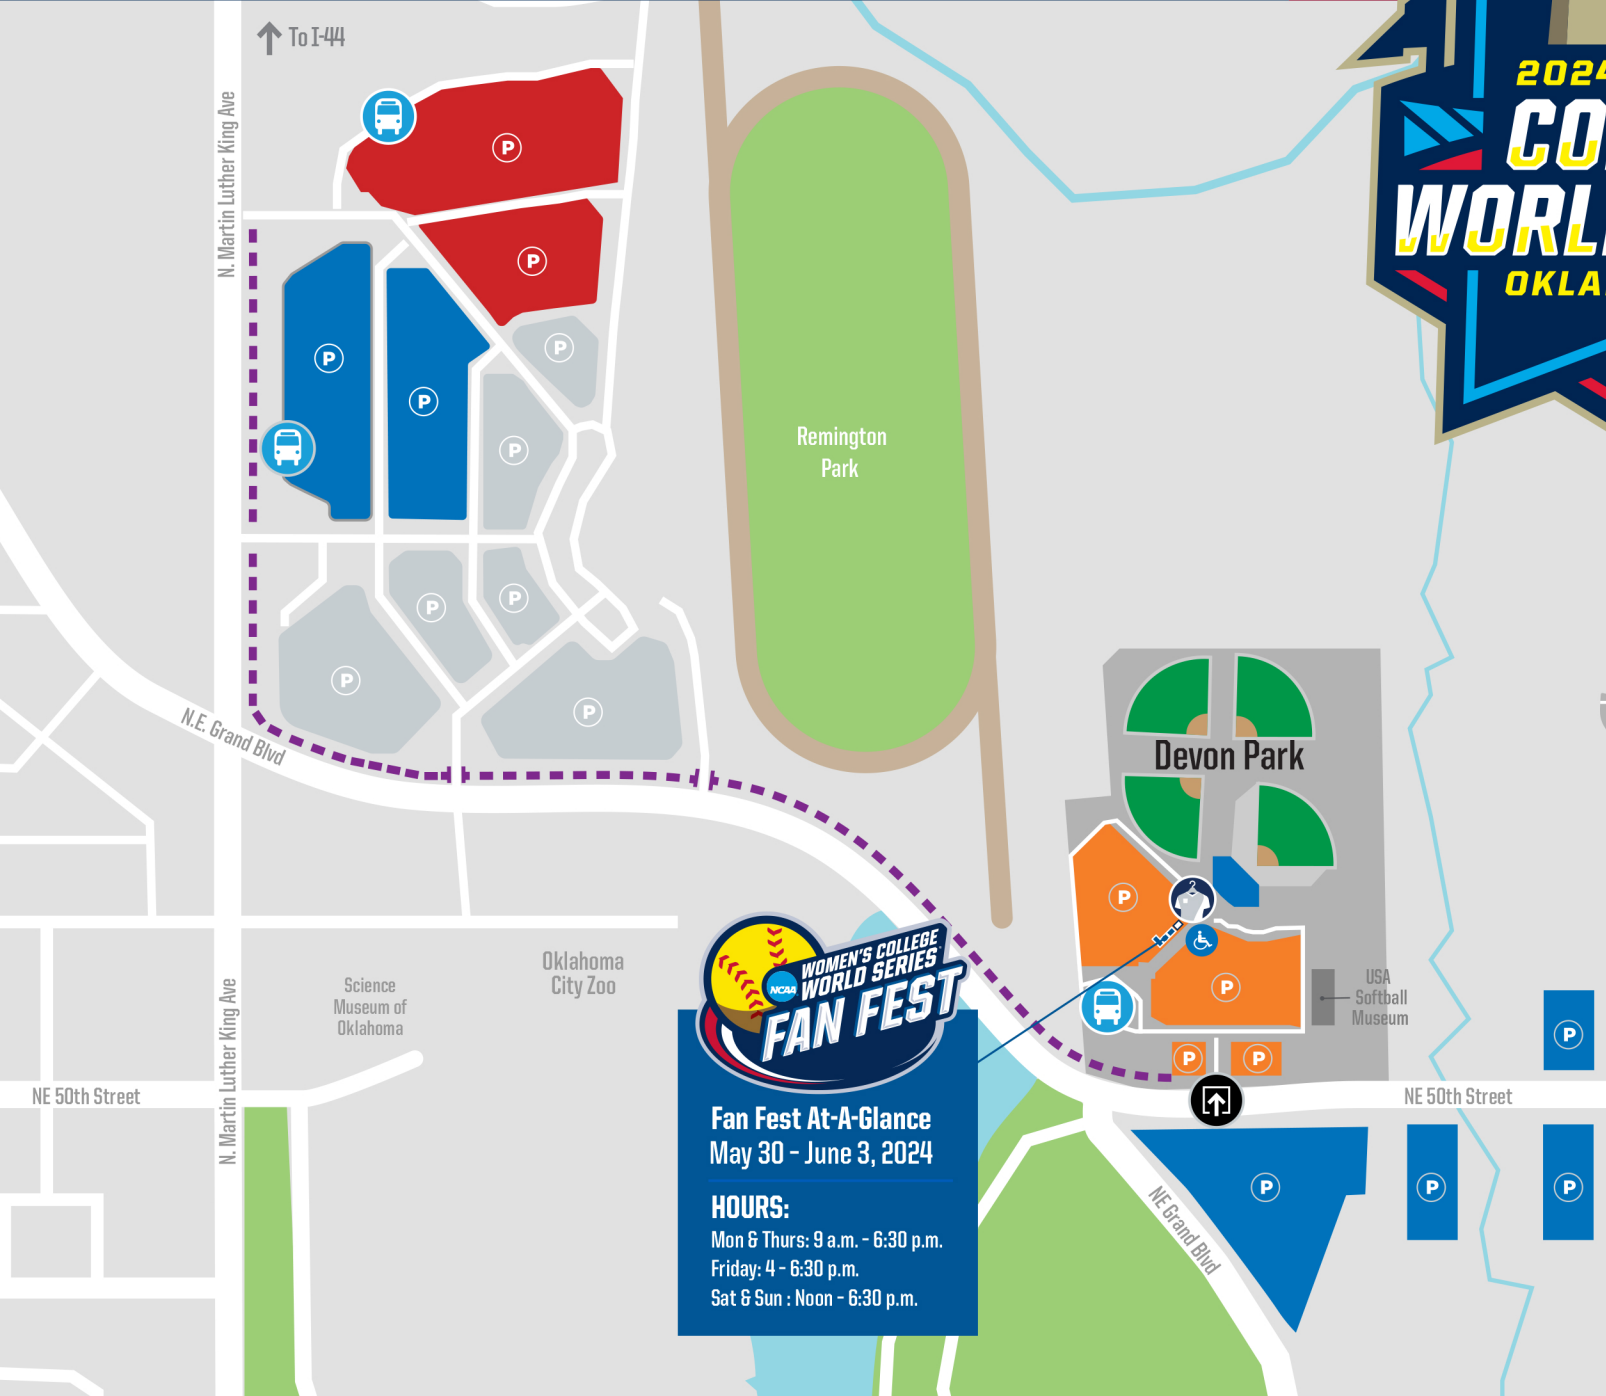 To I-44
N. Martin Luther King Ave
P
P
P
P
P
P
P
P
P
P
Remington
Park
2024
CO
WORL
OKLA
N.E. Grand Blvd
Devon Park
P
P
P
P
USA
Softball
Museum
P
Oklahoma
City Zoo
Science
Museum of
Oklahoma
N. Martin Luther King Ave
NE 50th Street
NE 50th Street
NCAA
WOMEN'S COLLEGE
WORLD SERIES
FAN FEST
Fan Fest At-A-Glance
May 30 - June 3, 2024
HOURS:
Mon & Thurs: 9 a.m. - 6:30 p.m.
Friday: 4 - 6:30 p.m.
Sat & Sun : Noon - 6:30 p.m.
NE Grand Blvd
P
P
P